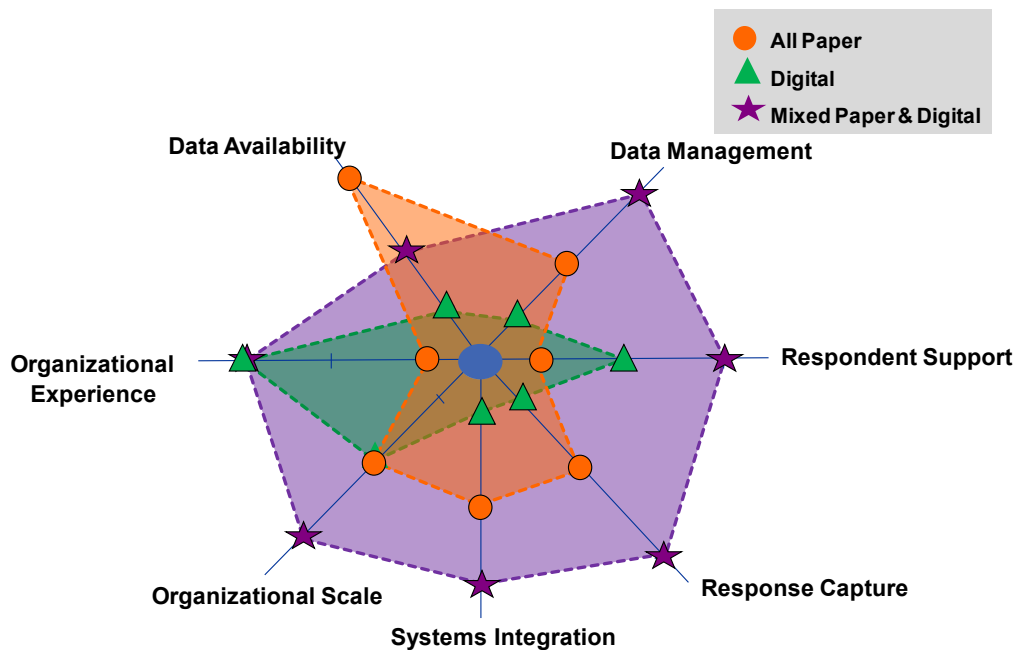 All Paper
Digital
Mixed Paper & Digital
Data Availability
Data Management
Organizational
Experience
Respondent Support
Organizational Scale
Response Capture
Systems Integration